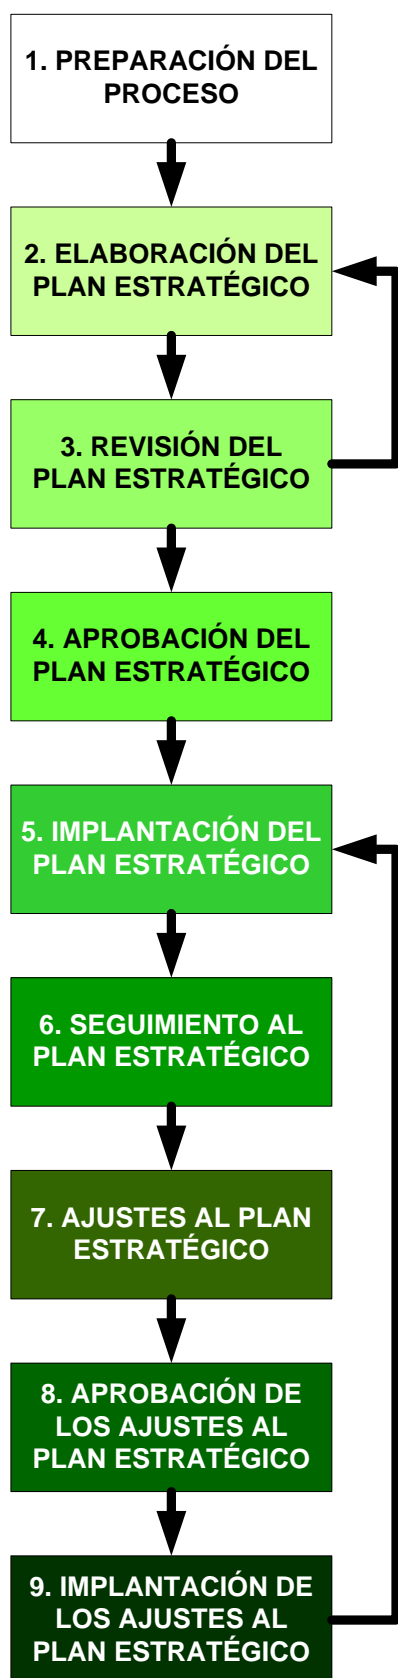 1. PREPARACIÓN DEL
PROCESO
2. ELABORACIÓN DEL
PLAN ESTRATÉGICO
3. REVISIÓN DEL
PLAN ESTRATÉGICO
4. APROBACIÓN DEL
PLAN ESTRATÉGICO
5. IMPLANTACIÓN DEL
PLAN ESTRATÉGICO
6. SEGUIMIENTO AL
PLAN ESTRATÉGICO
7. AJUSTES AL PLAN
ESTRATÉGICO
8. APROBACIÓN DE
LOS AJUSTES AL
PLAN ESTRATÉGICO
9. IMPLANTACIÓN DE
LOS AJUSTES AL
PLAN ESTRATÉGICO